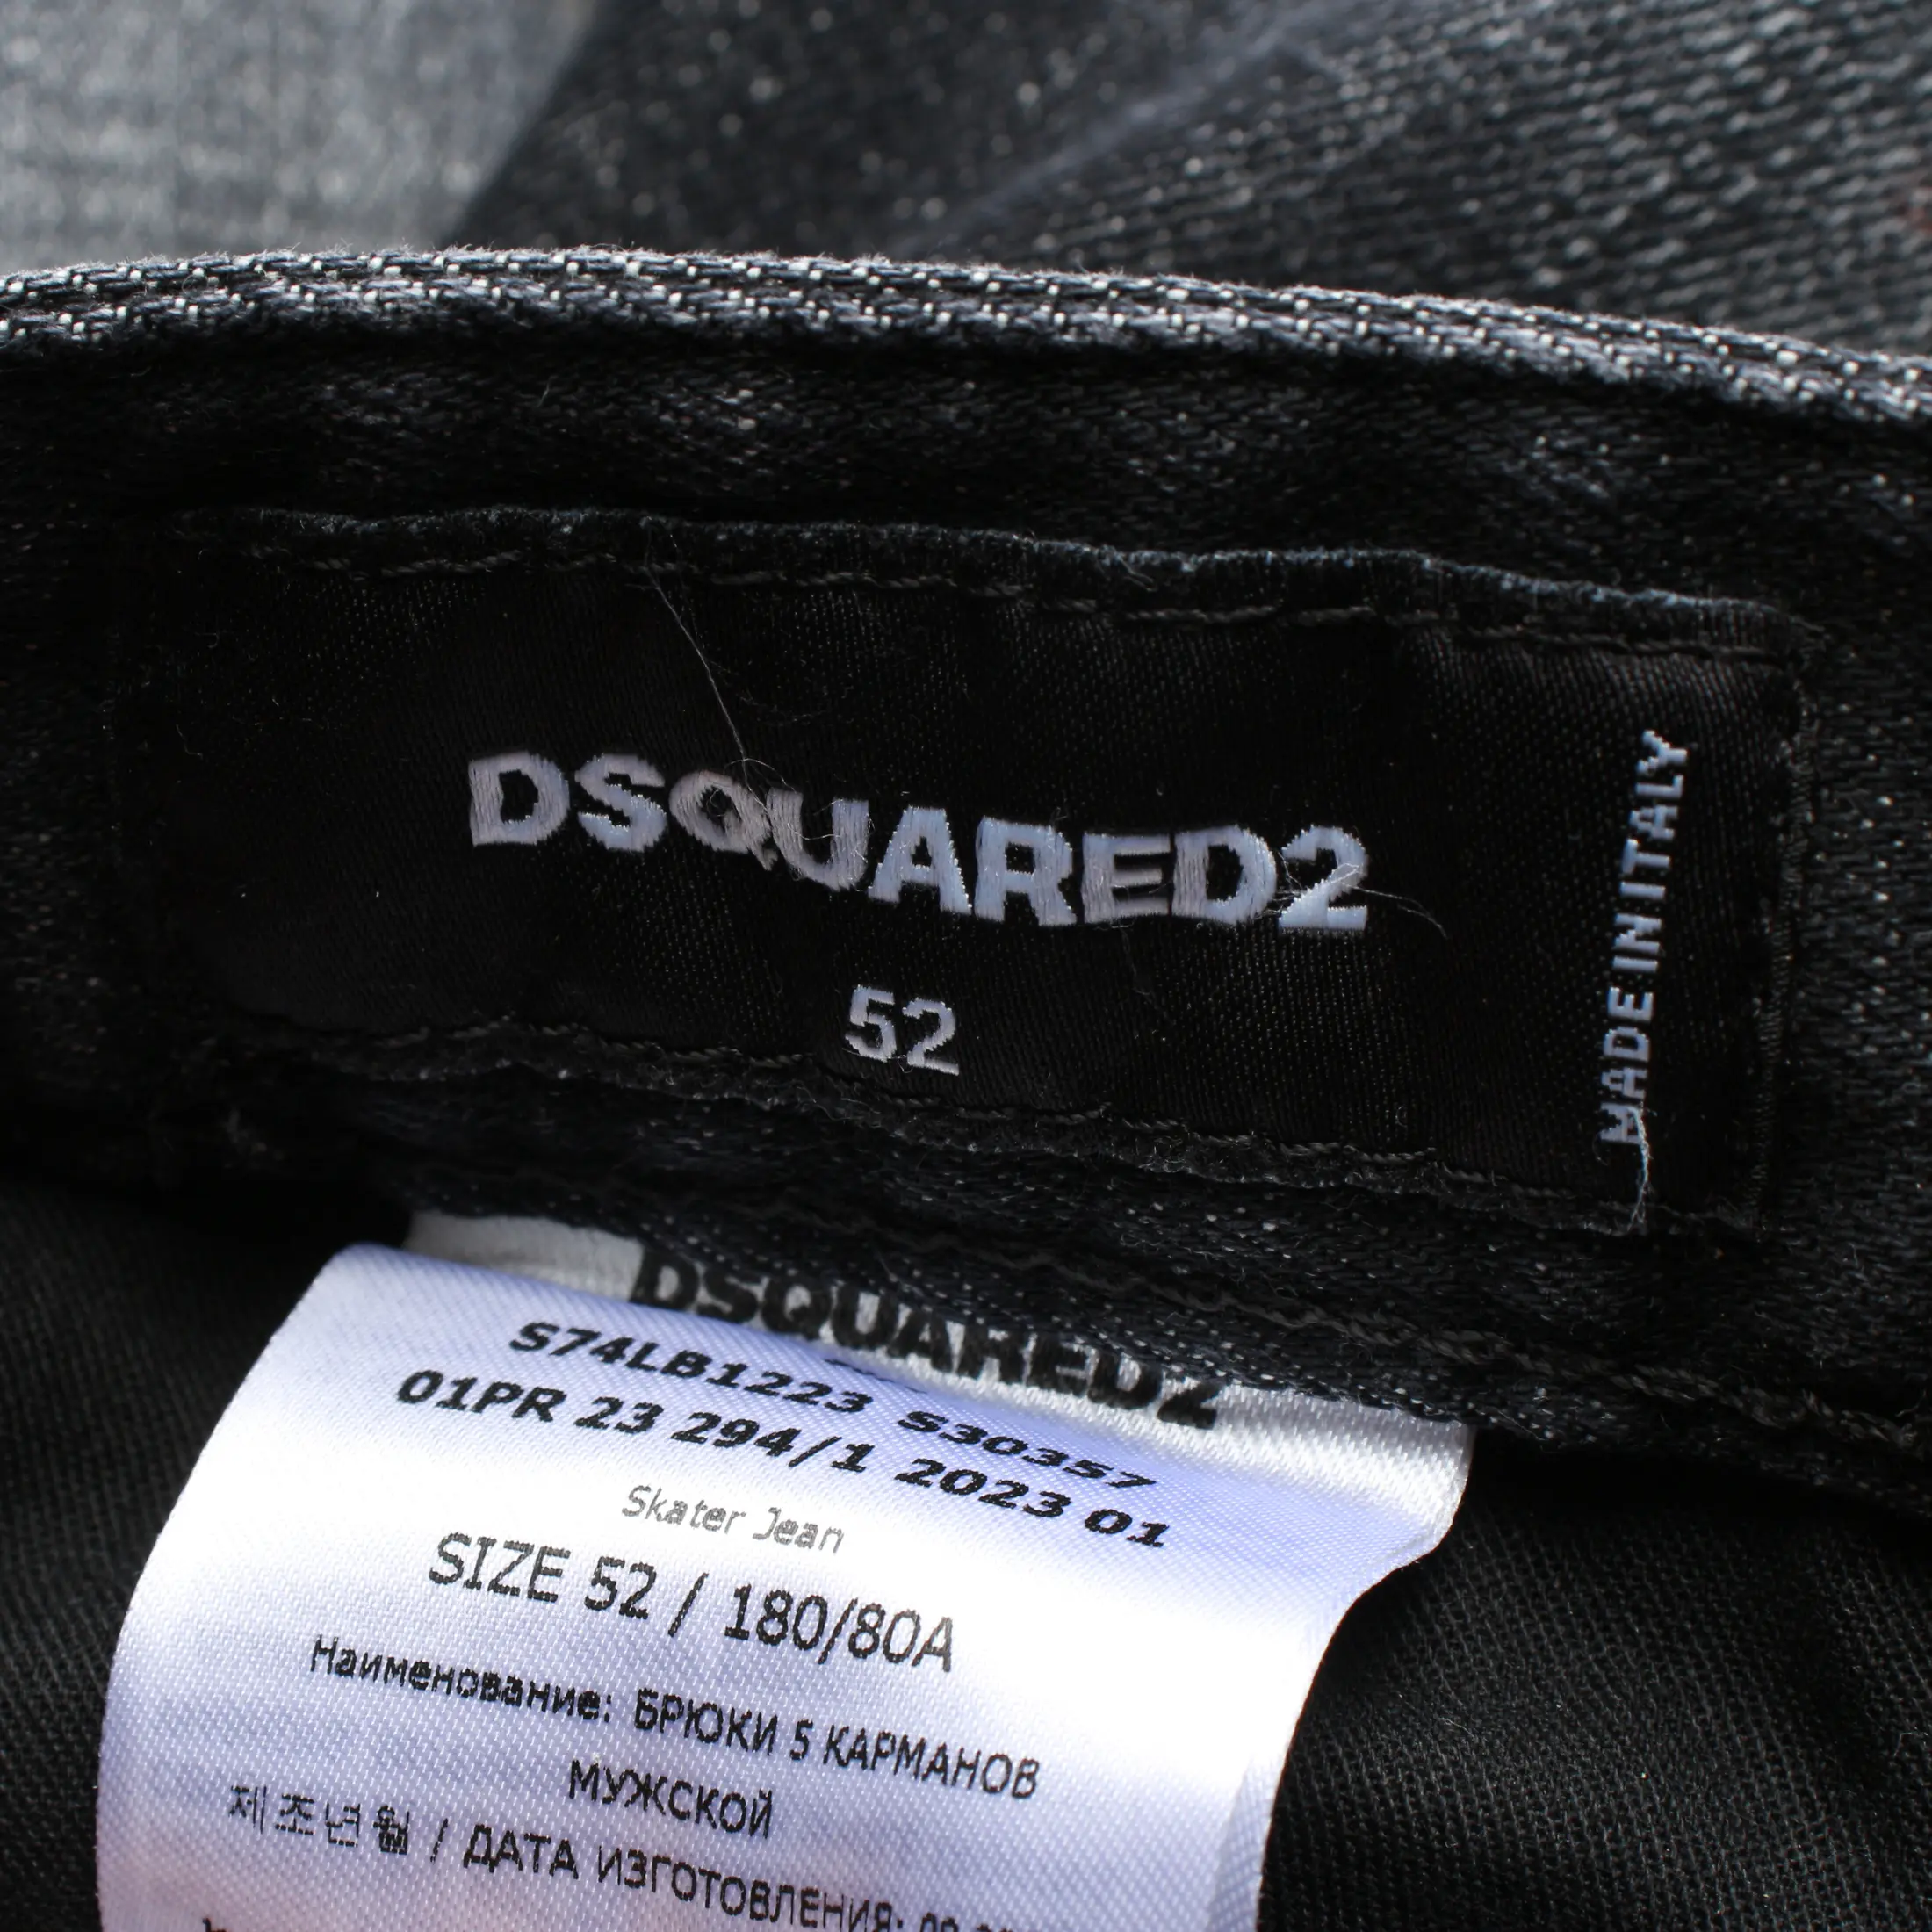 DSQUARED2
52
MADE IN ITALY
DSQUARED2
S74LB1223 S30357
01PR 23 294/1 2023 01
Skater Jean
SIZE 52 / 180/80A
Наименование: БРЮКИ 5 КАРМАНОВ
МУЖСКОЙ
제조년월 / ДАТА ИЗГОТОВЛЕНИЯ: